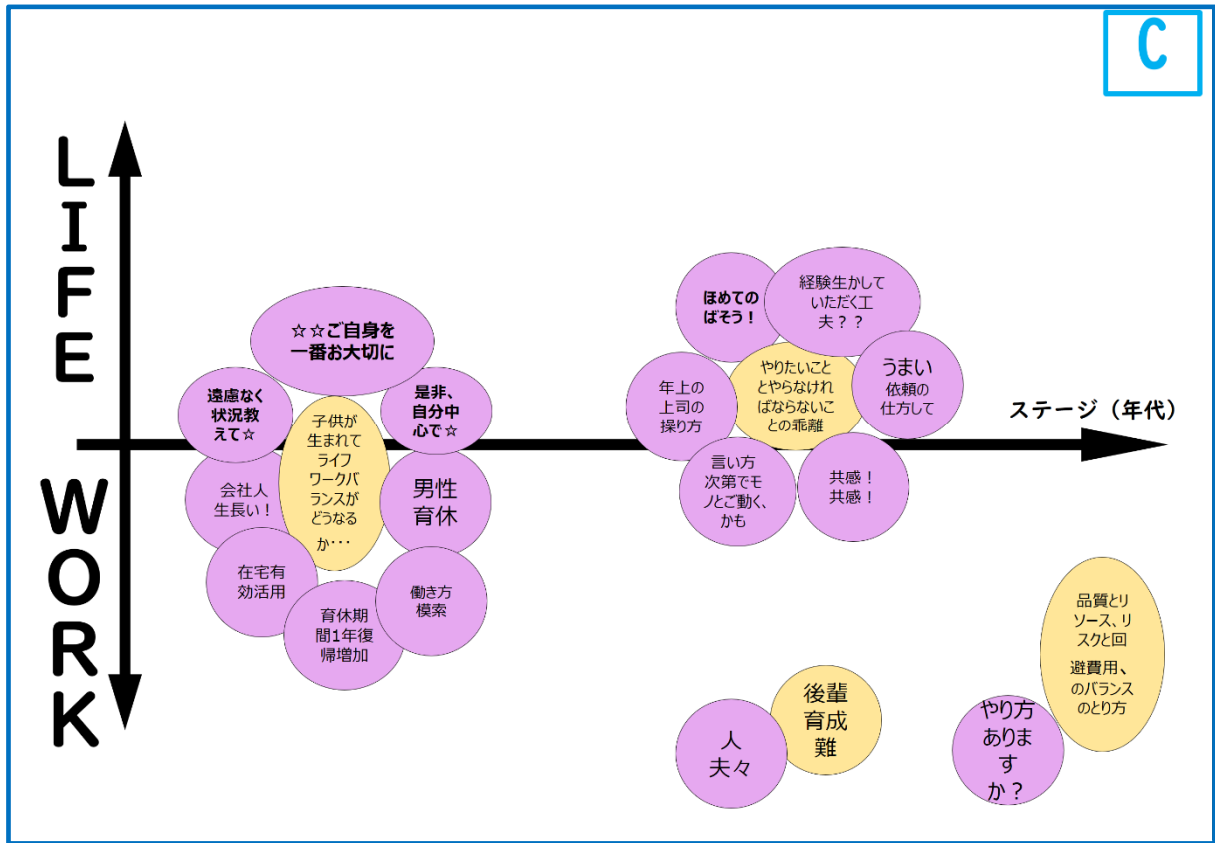 C
LIFE
WORK
ステージ（年代）
☆☆ご自身を
一番お大切に
遠慮なく
状況教
えて☆
是非、
自分中
心で☆
子供が
生まれて
ライフ
ワークバ
ランスが
どうなる
か・・・
会社人
生長い！
男性
育休
在宅有
効活用
育休期
間1年復
帰増加
働き方
模索
ほめての
ばそう！
経験生かして
いただく工
夫？？
年上の
上司の
操り方
やりたいこと
とやらなけれ
ばならないこ
との乖離
うまい
依頼の
仕方して
言い方
次第でモ
ノとご動く、
かも
共感！
共感！
人
夫々
後輩
育成
難
品質とリ
ソース、リ
スクと回
避費用、
のバランス
のとり方
やり方
ありま
す
か？